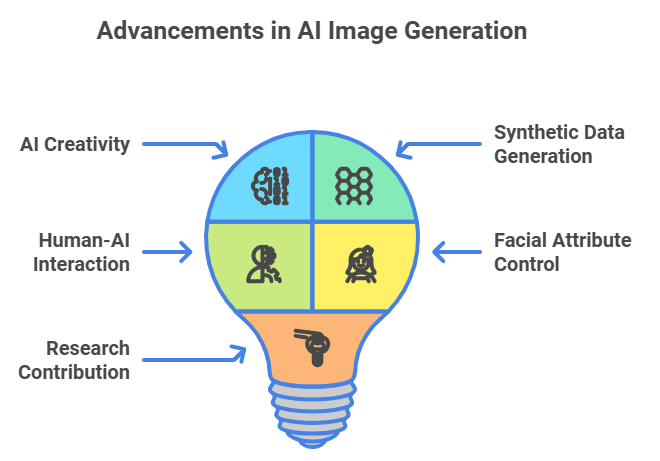 Advancements in AI Image Generation
AI Creativity
Synthetic Data
Generation
Human-AI
Interaction
Facial Attribute
Control
Research
Contribution